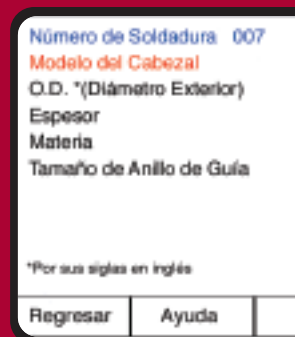 Número de Soldadura 007
Modelo del Cabezal
O.D. *(Diámetro Exterior)
Espesor
Materia
Tamaño de Anillo de Guía
*Por sus siglas en inglés
Regresar Ayuda